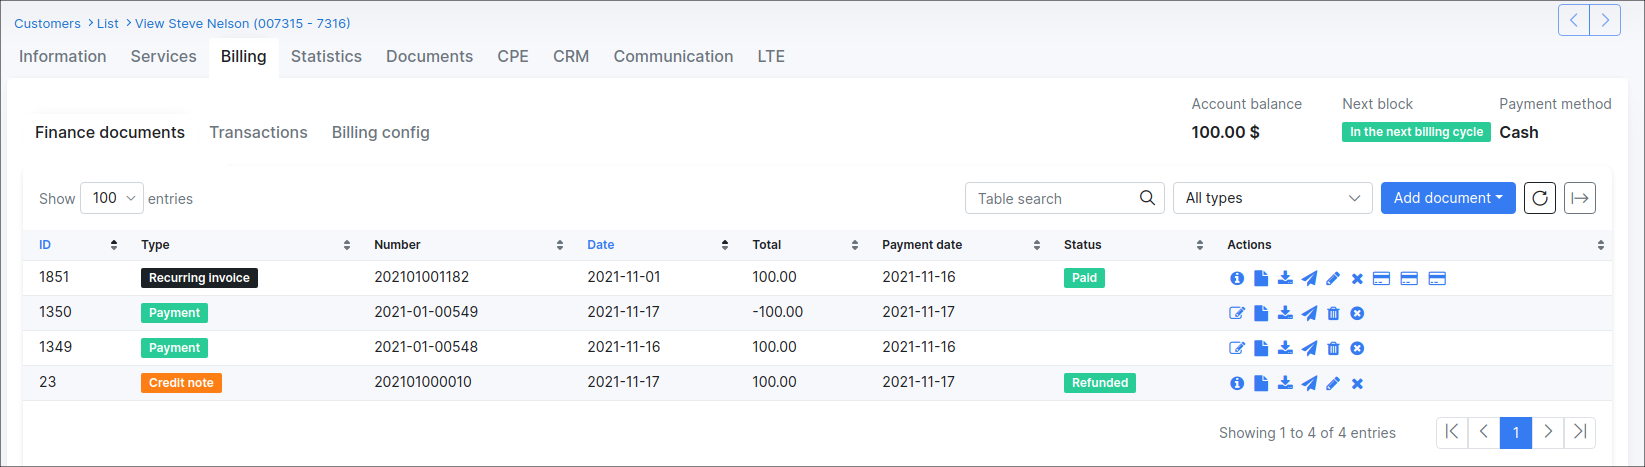 Customers > List > View Steve Nelson (007315 - 7316)
Information Services Billing Statistics Documents CPE CRM Communication LTE
Account balance Next block Payment method
Finance documents Transactions Billing config 100.00 $ In the next billing cycle Cash
Show 100 entries Table search All types Add document
ID Type Number Date Total Payment date Status Actions
1851 Recurring invoice 202101001182 2021-11-01 100.00 2021-11-16 Paid
1350 Payment 2021-01-00549 2021-11-17 -100.00 2021-11-17
1349 Payment 2021-01-00548 2021-11-16 100.00 2021-11-16
23 Credit note 202101000010 2021-11-17 100.00 2021-11-17 Refunded
Showing 1 to 4 of 4 entries 1